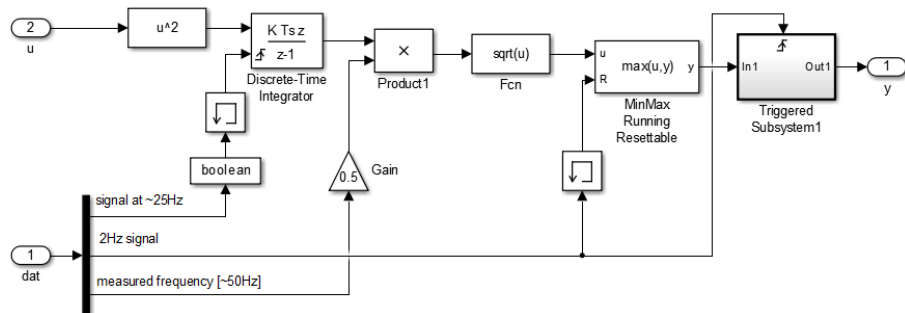 2
u
u^2
K Ts z
z-1
Discrete-Time
Integrator
×
Product1
sqrt(u)
Fcn
u
R
max(u,y)
y
MinMax
Running
Resettable
In1
Out1
Triggered
Subsystem1
1
y
boolean
0.5
Gain
signal at ~25Hz
2Hz signal
measured frequency [~50Hz]
1
dat